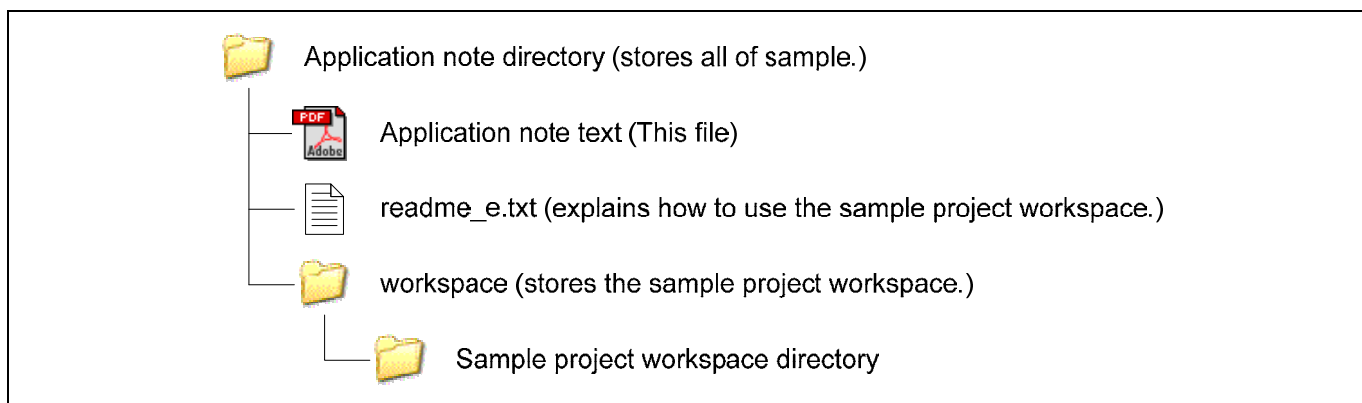 Application note directory (stores all of sample.)
PDF
Adobe
Application note text (This file)
readme_e.txt (explains how to use the sample project workspace.)
workspace (stores the sample project workspace.)
Sample project workspace directory